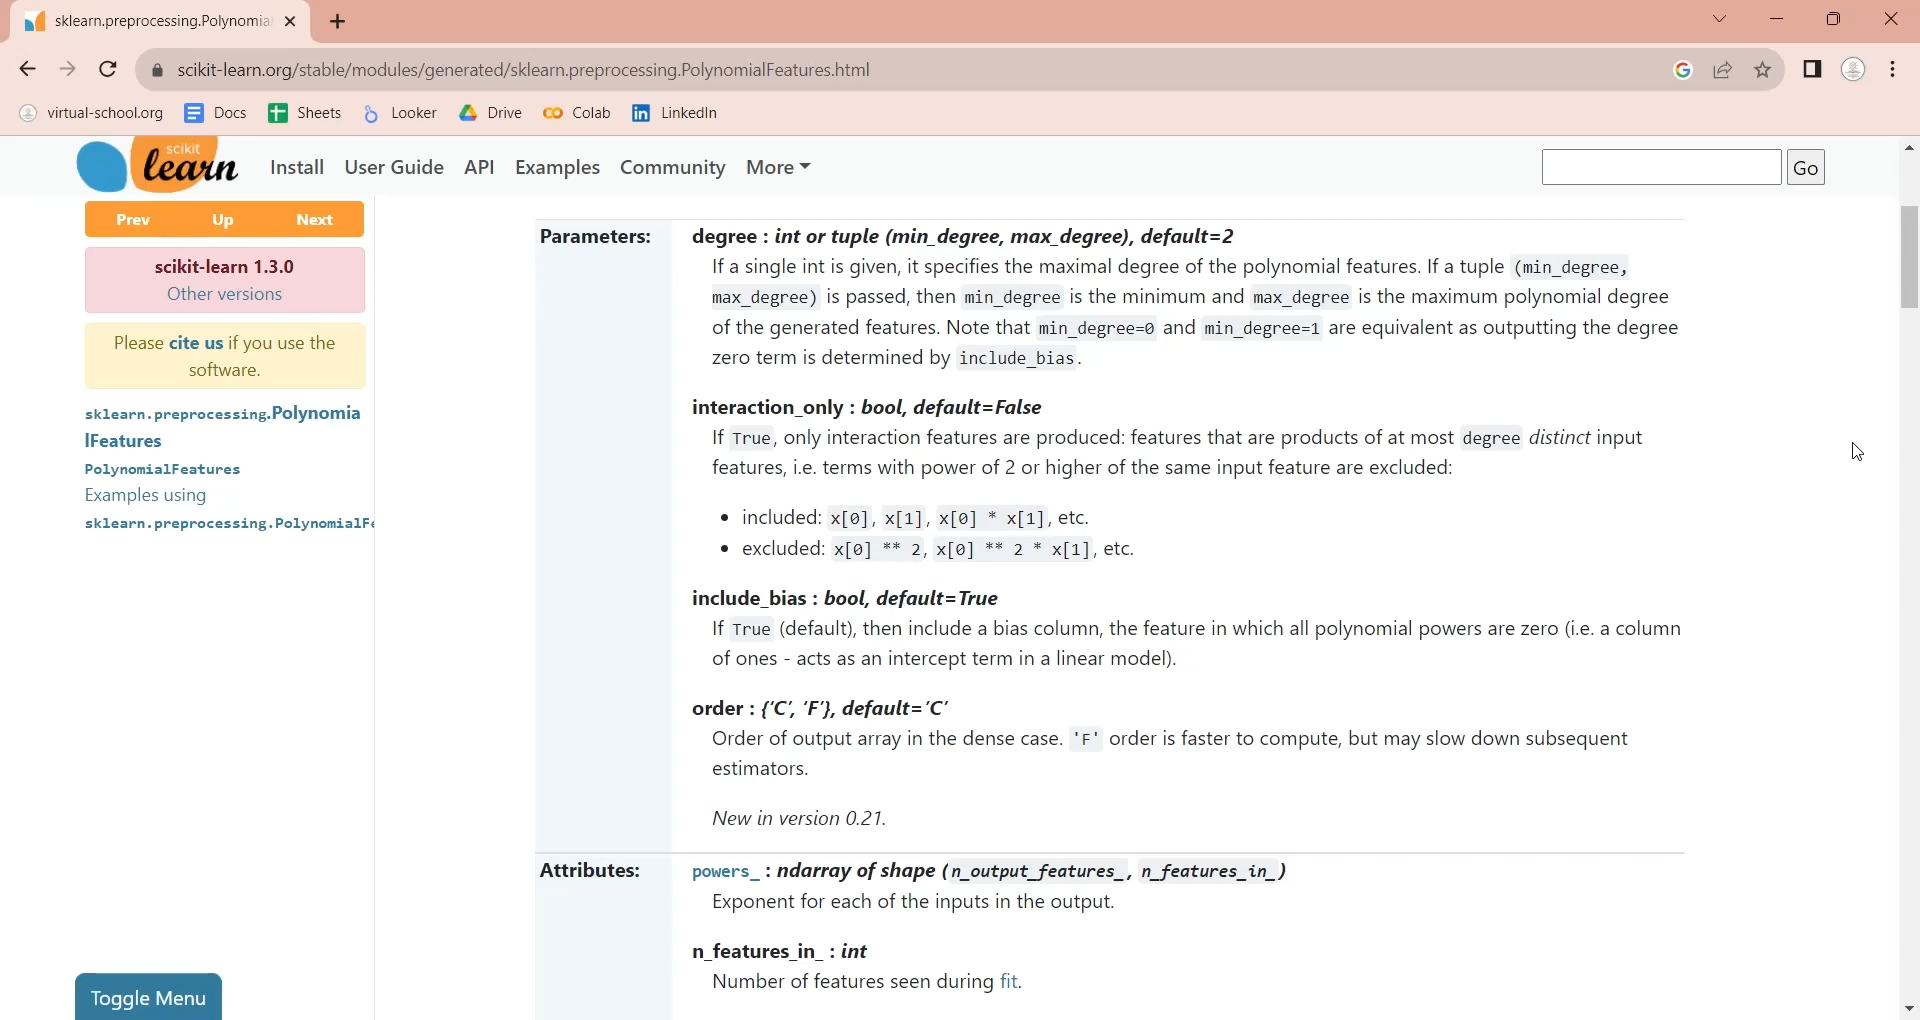 sklearn.preprocessing.Polynomia
scikit-learn.org/stable/modules/generated/sklearn.preprocessing.PolynomialFeatures.html
virtual-school.org Docs Sheets Looker Drive Colab LinkedIn
scikit
learn Install User Guide API Examples Community More Go
Prev Up Next
scikit-learn 1.3.0
Other versions
Please cite us if you use the
software.
sklearn.preprocessing.Polynomia
lFeatures
PolynomialFeatures
Examples using
sklearn.preprocessing.PolynomialFe
Toggle Menu
Parameters: degree : int or tuple (min_degree, max_degree), default=2
If a single int is given, it specifies the maximal degree of the polynomial features. If a tuple (min_degree,
max_degree) is passed, then min_degree is the minimum and max_degree is the maximum polynomial degree
of the generated features. Note that min_degree=0 and min_degree=1 are equivalent as outputting the degree
zero term is determined by include_bias.
interaction_only : bool, default=False
If True, only interaction features are produced: features that are products of at most degree distinct input
features, i.e. terms with power of 2 or higher of the same input feature are excluded:
• included: x[0], x[1], x[0] * x[1], etc.
• excluded: x[0] ** 2, x[0] ** 2 * x[1], etc.
include_bias : bool, default=True
If True (default), then include a bias column, the feature in which all polynomial powers are zero (i.e. a column
of ones - acts as an intercept term in a linear model).
order : {'C', 'F'}, default='C'
Order of output array in the dense case. 'F' order is faster to compute, but may slow down subsequent
estimators.
New in version 0.21.
Attributes: powers_ : ndarray of shape (n_output_features_, n_features_in_)
Exponent for each of the inputs in the output.
n_features_in_ : int
Number of features seen during fit.